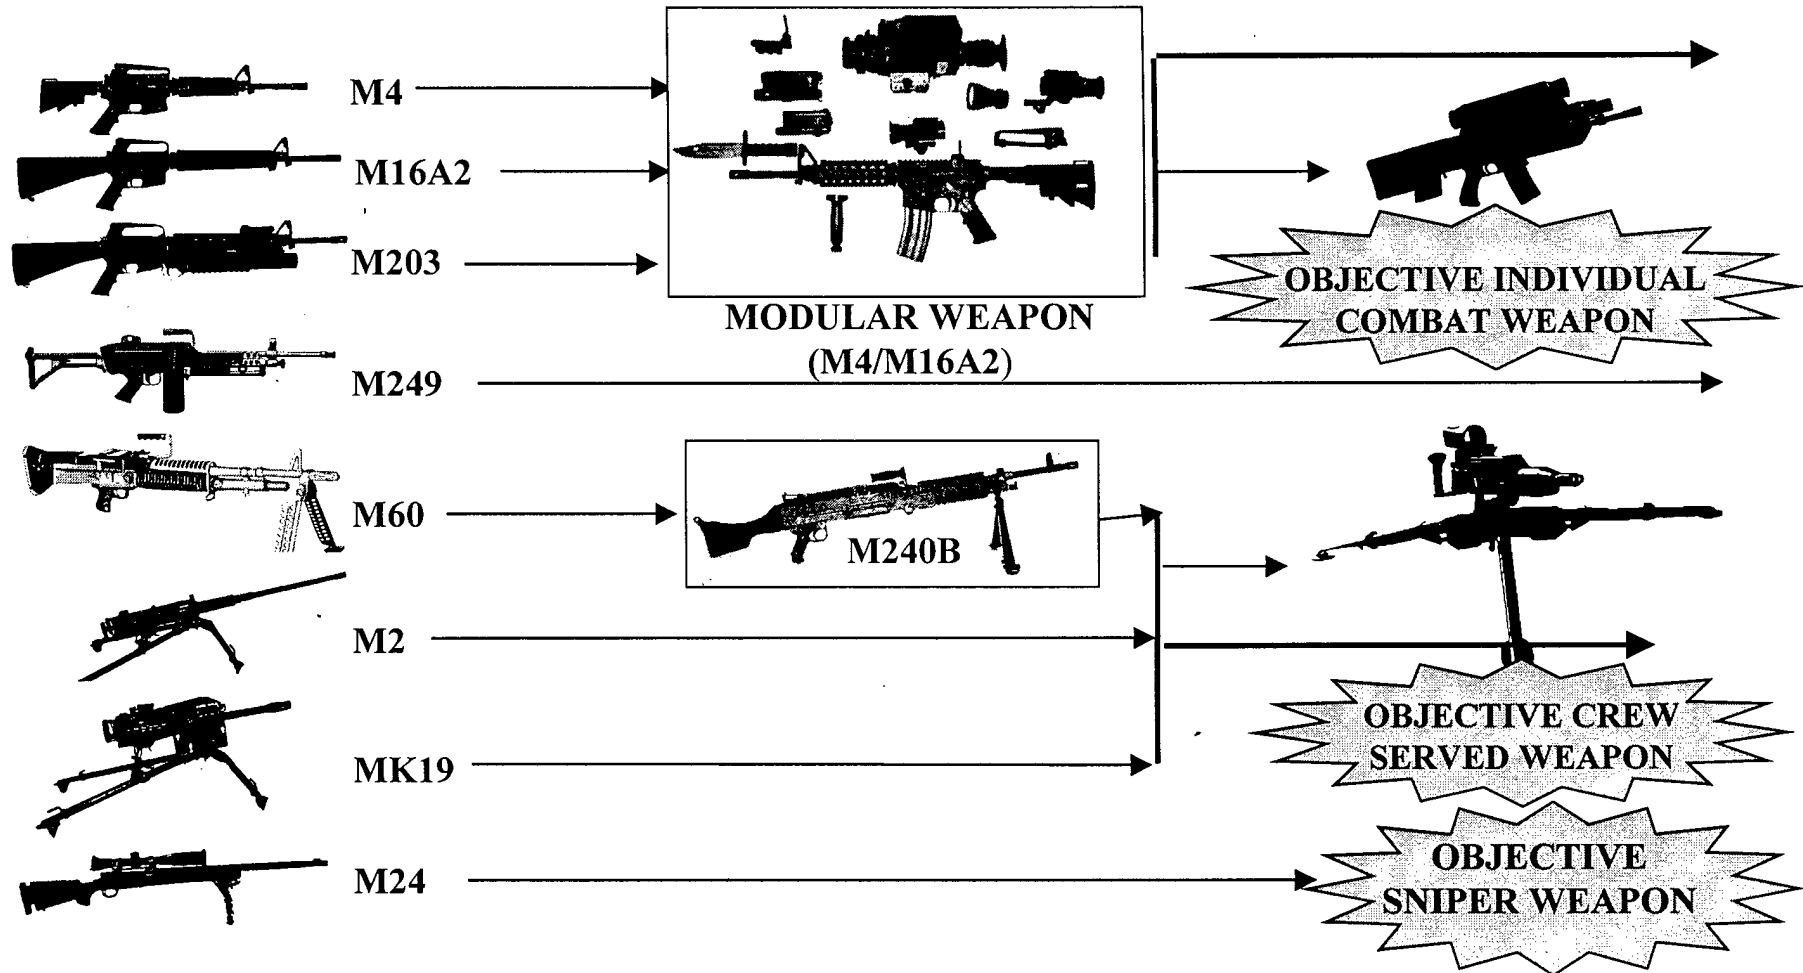 M4
M16A2
M203
MODULAR WEAPON
(M4/M16A2)
OBJECTIVE INDIVIDUAL
COMBAT WEAPON
M249
M60
M240B
M2
MK19
OBJECTIVE CREW
SERVED WEAPON
M24
OBJECTIVE
SNIPER WEAPON